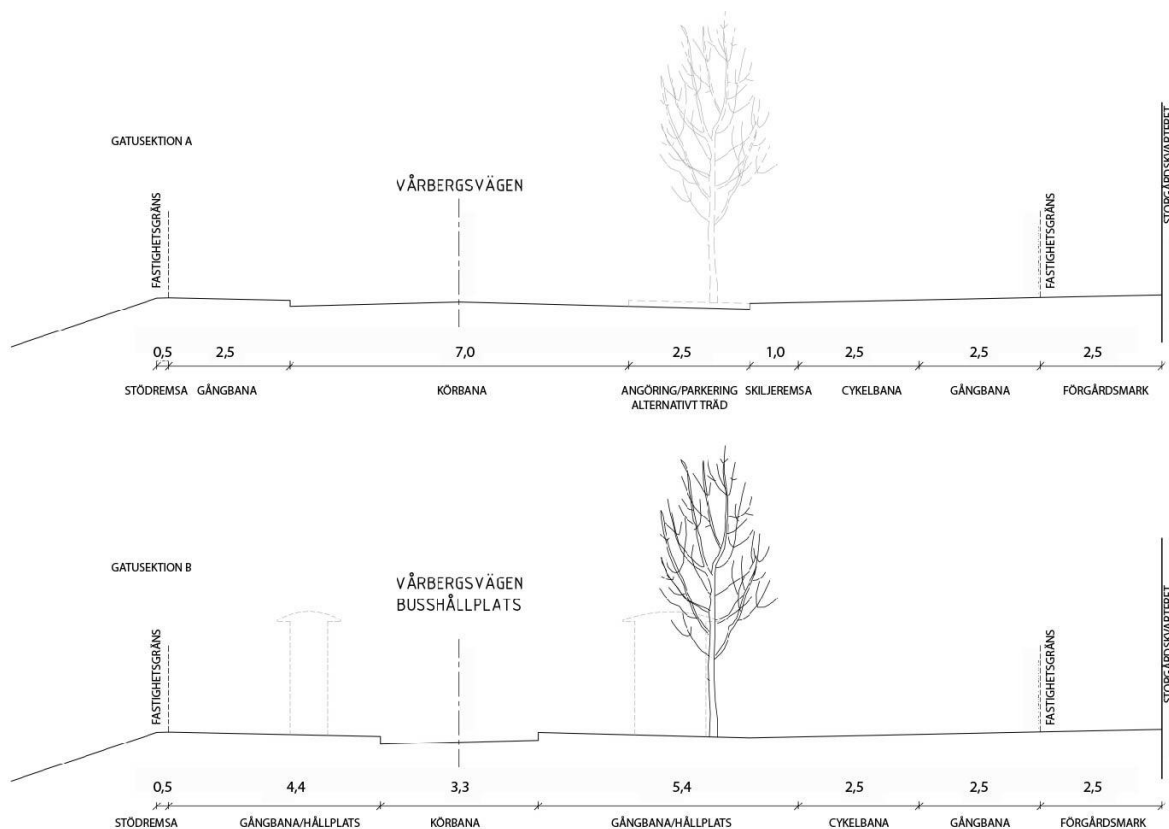 GATUSEKTION A
VÅRBERGSVÄGEN
FASTIGHETSGRÄNS
FASTIGHETSGRÄNS
STORGÅRDSKVARTERET
0,5 2,5 7,0 2,5 1,0 2,5 2,5 2,5
STÖDREMSA GÅNGBANA KÖRBANA ANGÖRING/PARKERING SKILJEREMSA CYKELBANA GÅNGBANA FÖRGÅRDSMARK
ALTERNATIVT TRÄD
GATUSEKTION B
VÅRBERGSVÄGEN
BUSSHÅLLPLATS
FASTIGHETSGRÄNS
FASTIGHETSGRÄNS
STORGÅRDSKVARTERET
0,5 4,4 3,3 5,4 2,5 2,5 2,5
STÖDREMSA GÅNGBANA/HÅLLPLATS KÖRBANA GÅNGBANA/HÅLLPLATS CYKELBANA GÅNGBANA FÖRGÅRDSMARK